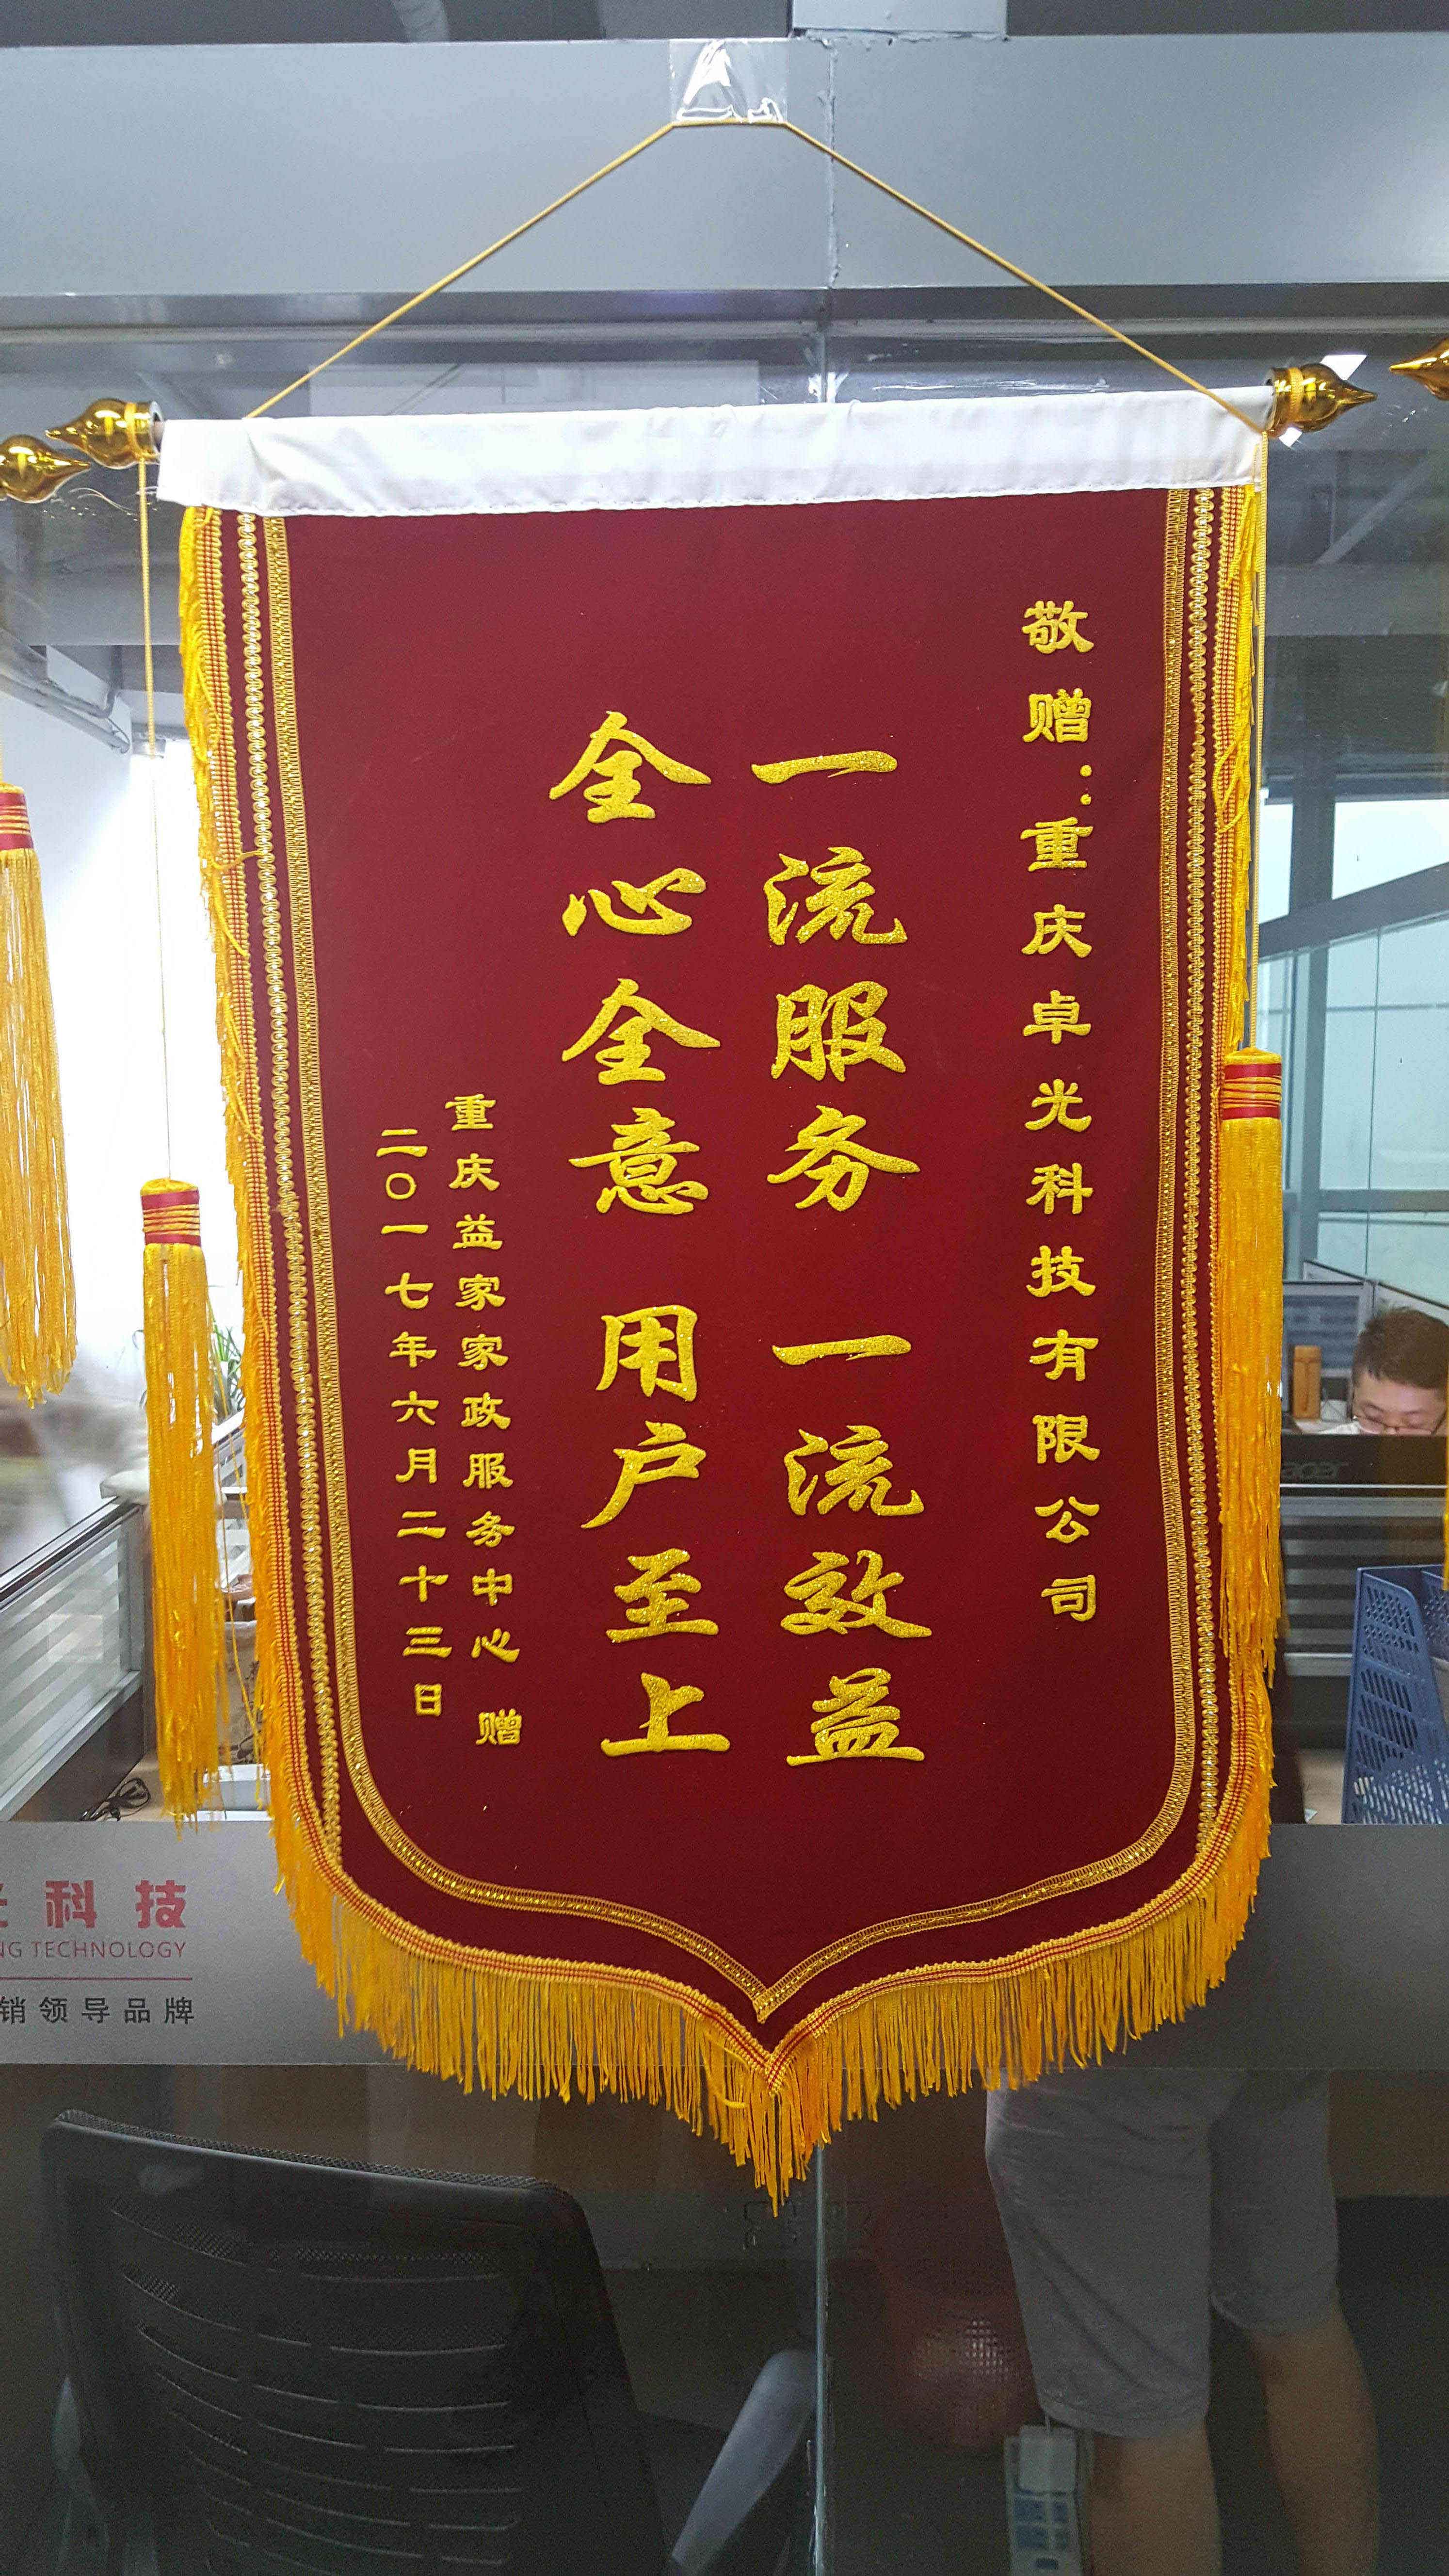 敬赠：重庆卓光科技有限公司
一流服务 一流效益
全心全意 用户至上
重庆益家家政服务中心 赠
二〇一七年六月二十三日
科技
NG TECHNOLOGY
销领导品牌
acer